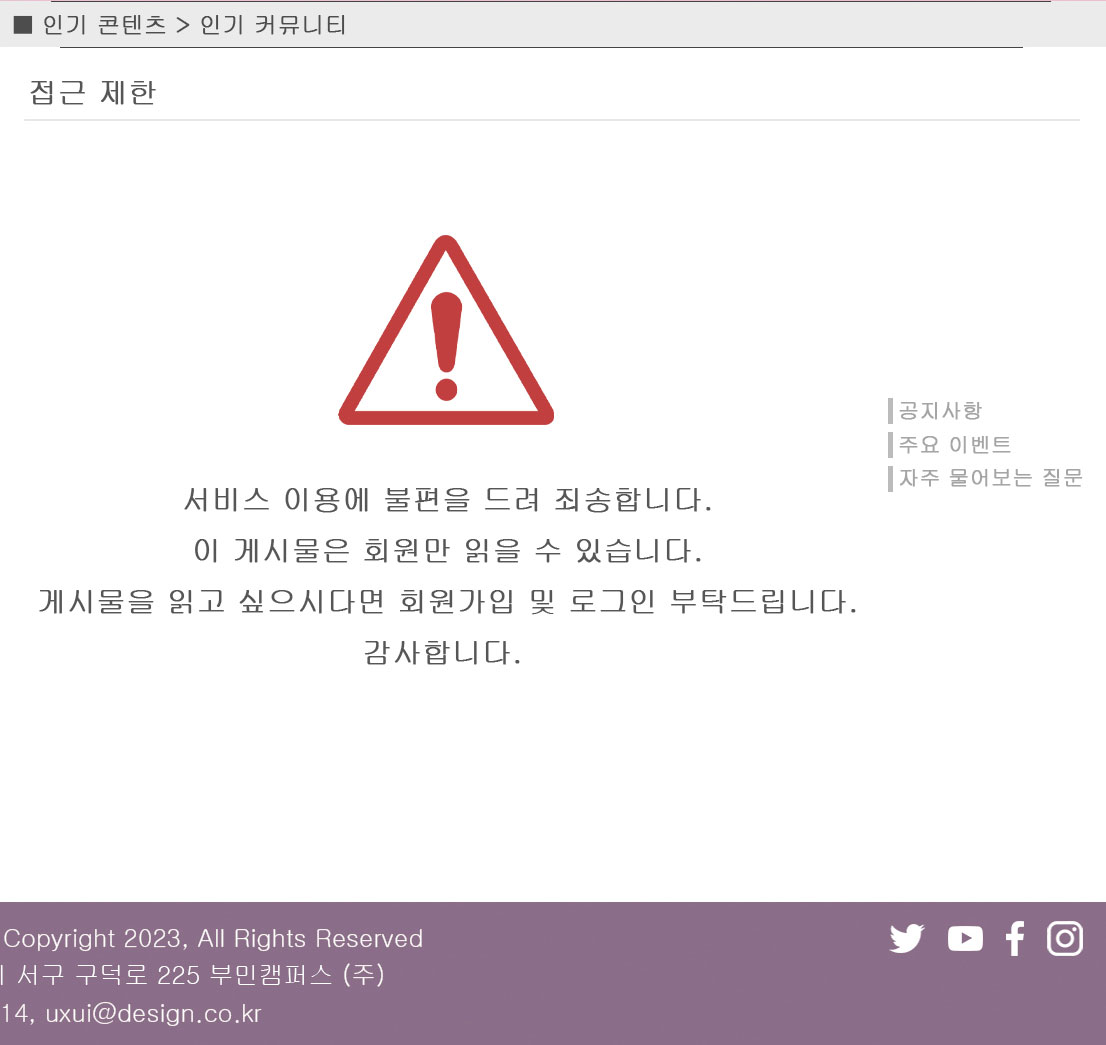 ■ 인기 콘텐츠 > 인기 커뮤니티
접근 제한
서비스 이용에 불편을 드려 죄송합니다.
이 게시물은 회원만 읽을 수 있습니다.
게시물을 읽고 싶으시다면 회원가입 및 로그인 부탁드립니다.
감사합니다.
공지사항
주요 이벤트
자주 물어보는 질문
Copyright 2023, All Rights Reserved
서구 구덕로 225 부민캠퍼스 (주)
14, uxui@design.co.kr